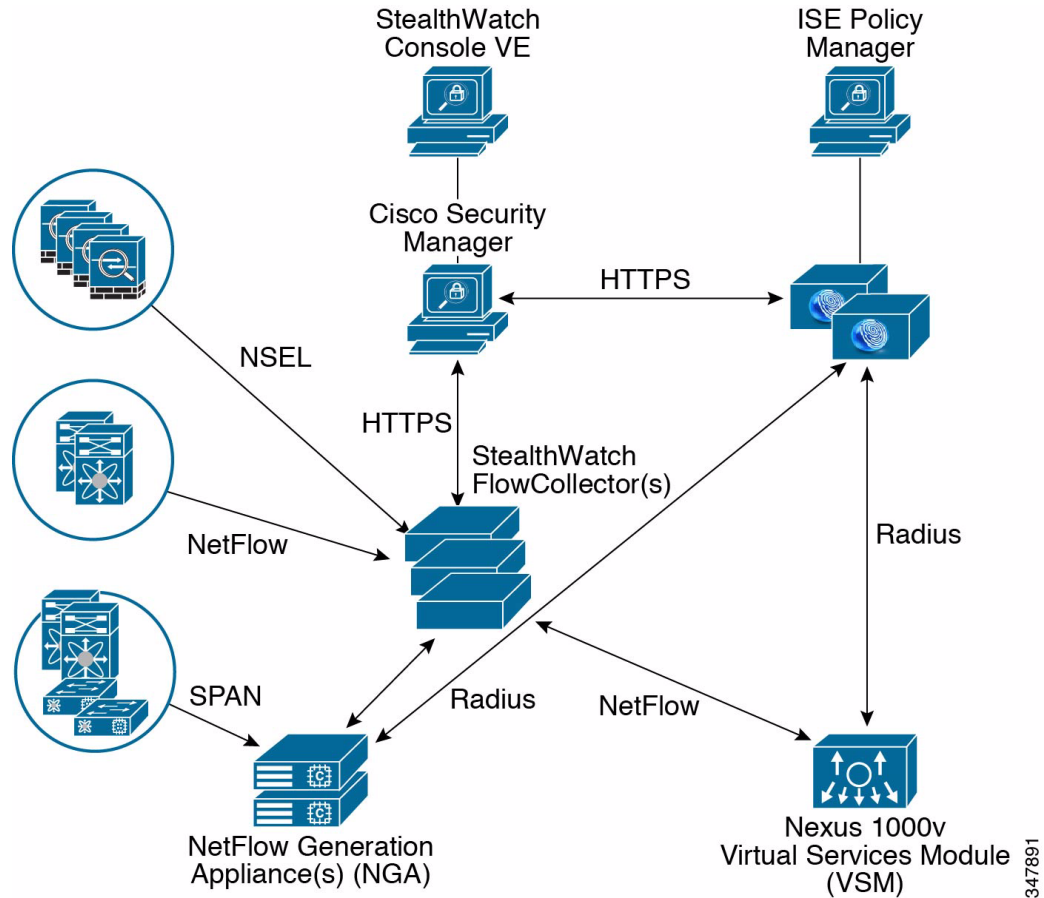 StealthWatch
Console VE
ISE Policy
Manager
Cisco Security
Manager
HTTPS
NSEL
HTTPS
StealthWatch
FlowCollector(s)
NetFlow
Radius
SPAN
Radius
NetFlow
C
C
NetFlow Generation
Appliance(s) (NGA)
Nexus 1000v
Virtual Services Module
(VSM)
347891